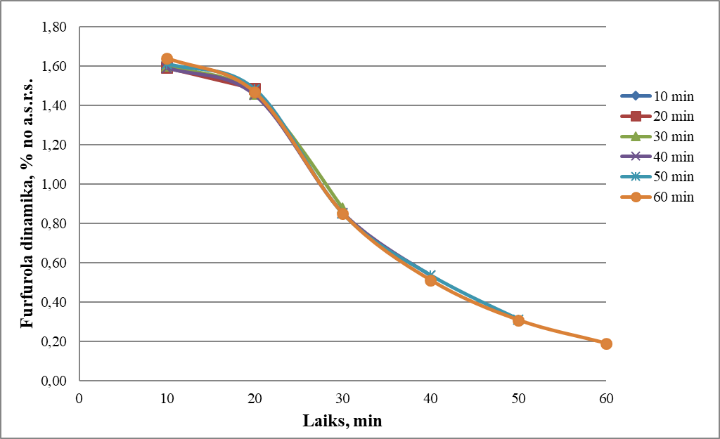 1,80
1,60
1,40
1,20
1,00
0,80
0,60
0,40
0,20
0,00
Furfurola dinamika, % no a.s.r.s.
0 10 20 30 40 50 60
Laiks, min
10 min
20 min
30 min
40 min
50 min
60 min